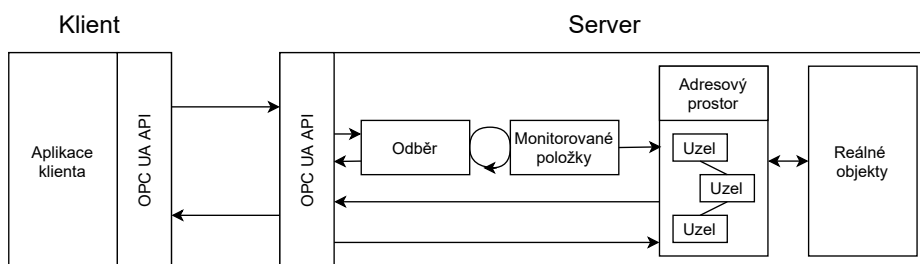 Klient
Server
Aplikace
klienta
OPC UA API
OPC UA API
Odběr
Monitorované
položky
Adresový
prostor
Uzel
Uzel
Uzel
Reálné
objekty